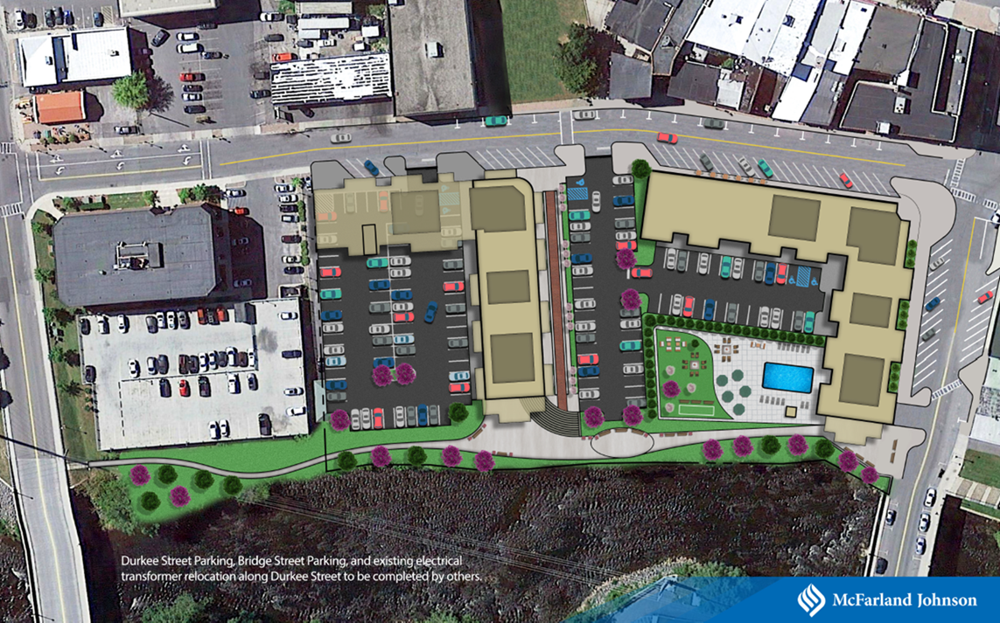 Durkee Street Parking, Bridge Street Parking, and existing electrical
transformer relocation along Durkee Street to be completed by others.
McFarland Johnson